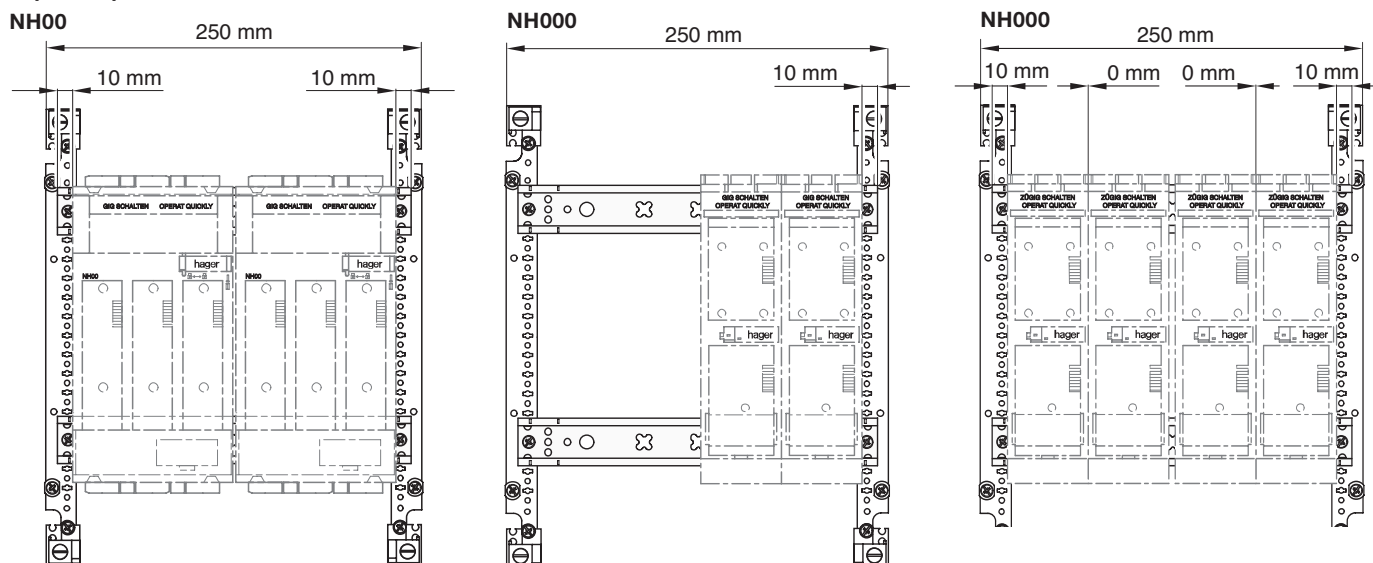 NH00
250 mm
10 mm
10 mm
GIG SCHALTEN OPERAT QUICKLY
GIG SCHALTEN OPERAT QUICKLY
hager
hager
NH00
NH00
NH000
250 mm
10 mm
GIG SCHALTEN
OPERAT QUICKLY
GIG SCHALTEN
OPERAT QUICKLY
hager
hager
NH000
250 mm
10 mm
0 mm
0 mm
10 mm
ZÜGIG SCHALTEN
OPERAT QUICKLY
ZÜGIG SCHALTEN
OPERAT QUICKLY
ZÜGIG SCHALTEN
OPERAT QUICKLY
ZÜGIG SCHALTEN
OPERAT QUICKLY
hager
hager
hager
hager